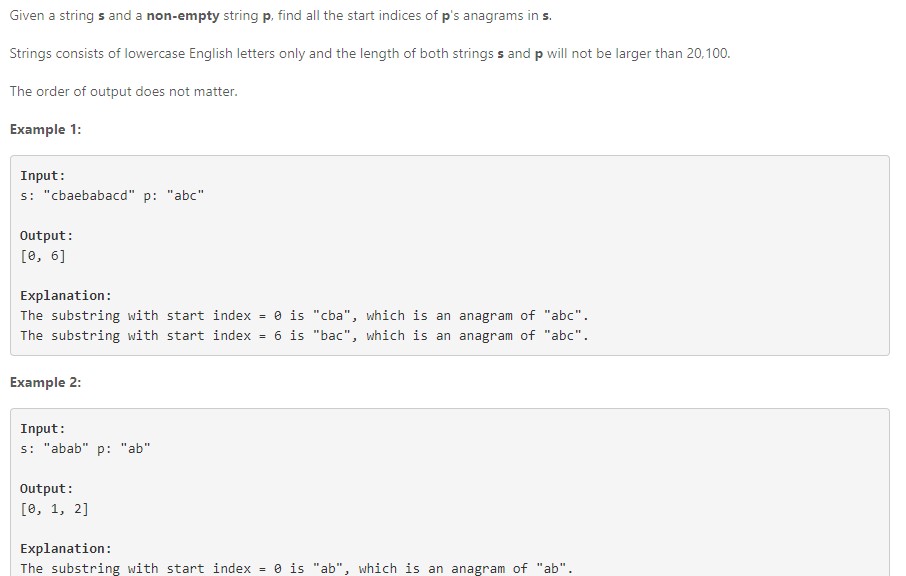 Given a string s and a non-empty string p, find all the start indices of p's anagrams in s.
Strings consists of lowercase English letters only and the length of both strings s and p will not be larger than 20,100.
The order of output does not matter.
Example 1:
Input:
s: "cbaebabacd" p: "abc"
Output:
[0, 6]
Explanation:
The substring with start index = 0 is "cba", which is an anagram of "abc".
The substring with start index = 6 is "bac", which is an anagram of "abc".
Example 2:
Input:
s: "abab" p: "ab"
Output:
[0, 1, 2]
Explanation:
The substring with start index = 0 is "ab", which is an anagram of "ab".